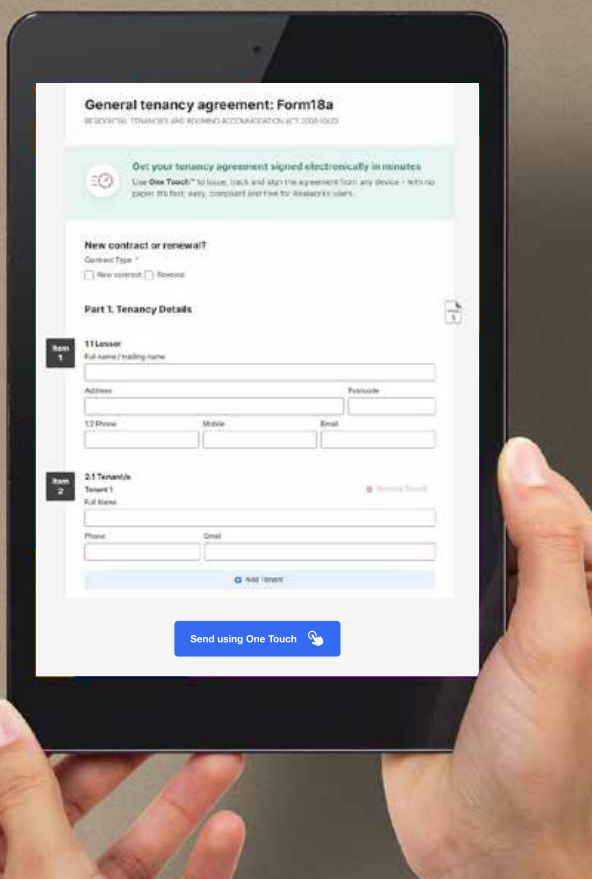 General tenancy agreement: Form18a
RESIDENTIAL TENANCIES AND ROOMING ACCOMMODATION ACT 2008 (QLD)
Get your tenancy agreement signed electronically in minutes
Use One Touch™ to issue, track and sign the agreement from any device - with no
paper. It's fast, easy, compliant and free for Realworks users.
New contract or renewal?
Contract Type *
New contract Renewal
Part 1: Tenancy Details
1
Item
1
1.1 Lessor
Full name / trading name
Address Postcode
1.2 Phone Mobile Email
Item
2
2.1 Tenant/s
Tenant 1 Remove Tenant
Full Name
Phone Email
Add Tenant
Send using One Touch